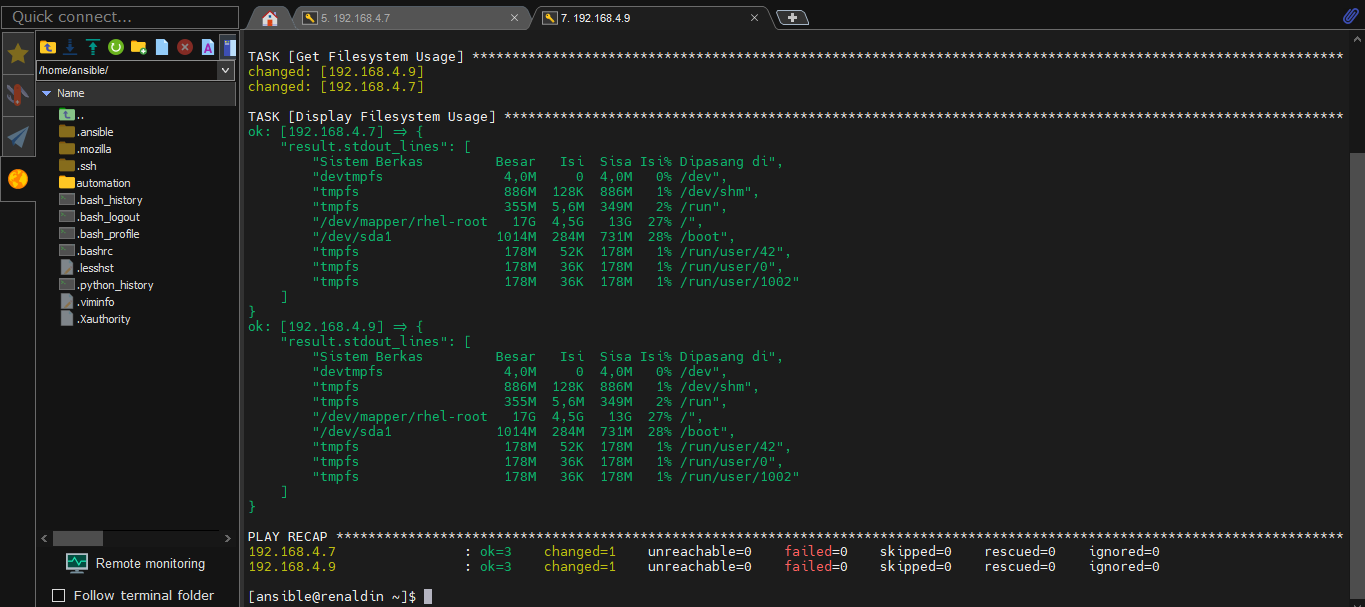 Quick connect...
5. 192.168.4.7
7. 192.168.4.9
/home/ansible/
Name
..
.ansible
.mozilla
.ssh
automation
.bash_history
.bash_logout
.bash_profile
.bashrc
.lesshst
.python_history
.viminfo
.Xauthority
Remote monitoring
Follow terminal folder
TASK [Get Filesystem Usage] *************************************************************************************************************
changed: [192.168.4.9]
changed: [192.168.4.7]
TASK [Display Filesystem Usage] *********************************************************************************************************
ok: [192.168.4.7] => {
    "result.stdout_lines": [
        "Sistem Berkas         Besar   Isi  Sisa Isi% Dipasang di",
        "devtmpfs               4,0M     0  4,0M   0% /dev",
        "tmpfs                  886M  128K  886M   1% /dev/shm",
        "tmpfs                  355M  5,6M  349M   2% /run",
        "/dev/mapper/rhel-root   17G  4,5G   13G  27% /",
        "/dev/sda1             1014M  284M  731M  28% /boot",
        "tmpfs                  178M   52K  178M   1% /run/user/42",
        "tmpfs                  178M   36K  178M   1% /run/user/0",
        "tmpfs                  178M   36K  178M   1% /run/user/1002"
    ]
}
ok: [192.168.4.9] => {
    "result.stdout_lines": [
        "Sistem Berkas         Besar   Isi  Sisa Isi% Dipasang di",
        "devtmpfs               4,0M     0  4,0M   0% /dev",
        "tmpfs                  886M  128K  886M   1% /dev/shm",
        "tmpfs                  355M  5,6M  349M   2% /run",
        "/dev/mapper/rhel-root   17G  4,5G   13G  27% /",
        "/dev/sda1             1014M  284M  731M  28% /boot",
        "tmpfs                  178M   52K  178M   1% /run/user/42",
        "tmpfs                  178M   36K  178M   1% /run/user/0",
        "tmpfs                  178M   36K  178M   1% /run/user/1002"
    ]
}
PLAY RECAP ******************************************************************************************************************************
192.168.4.7                : ok=3    changed=1    unreachable=0    failed=0    skipped=0    rescued=0    ignored=0
192.168.4.9                : ok=3    changed=1    unreachable=0    failed=0    skipped=0    rescued=0    ignored=0
[ansible@renaldin ~]$